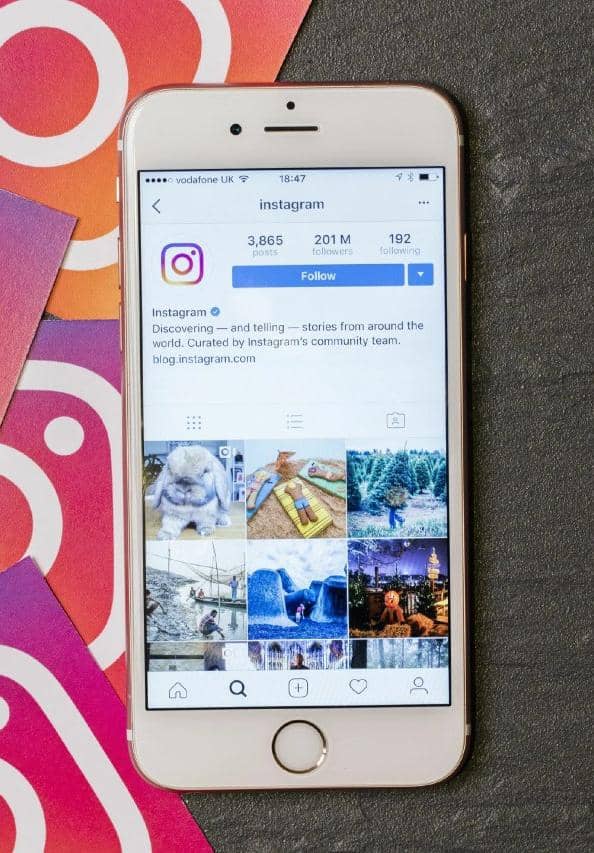 vodafone UK 18:47
instagram
3,865 201 M 192
posts followers following
Follow
Instagram
Discovering — and telling — stories from around the
world. Curated by Instagram's community team.
blog.instagram.com